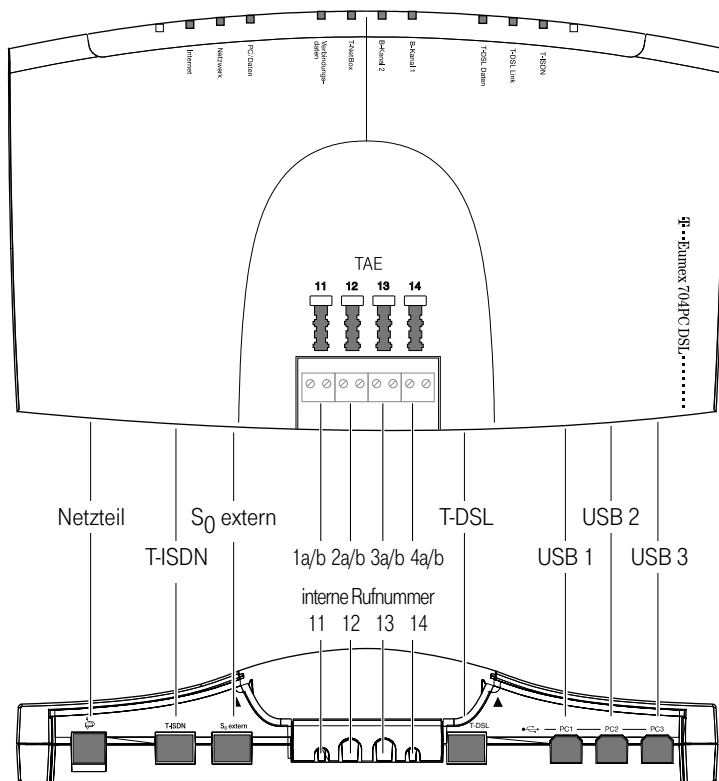 Internet
Netzwerk
PC/Daten
Verbindungs-
daten
T-NetBox
B-Kanal 2
B-Kanal 1
T-DSL Daten
T-DSL Link
T-ISDN
T Eumex 704PC DSL
TAE
11 12 13 14
Netzteil
S0 extern
T-DSL
USB 2
T-ISDN
1a/b 2a/b 3a/b 4a/b
USB 1
USB 3
interne Rufnummer
11 12 13 14
T-ISDN
S0 extern
T-DSL
PC1
PC2
PC3